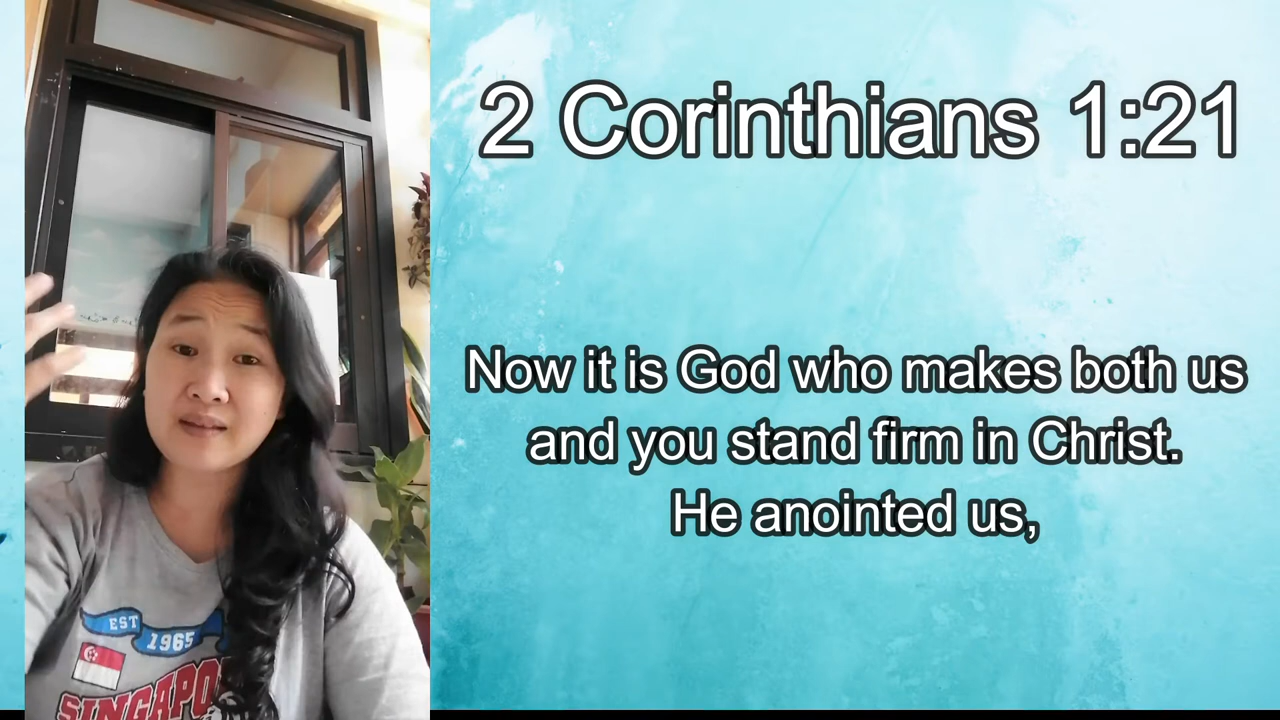 2 Corinthians 1:21
Now it is God who makes both us
and you stand firm in Christ.
He anointed us,
EST
1965